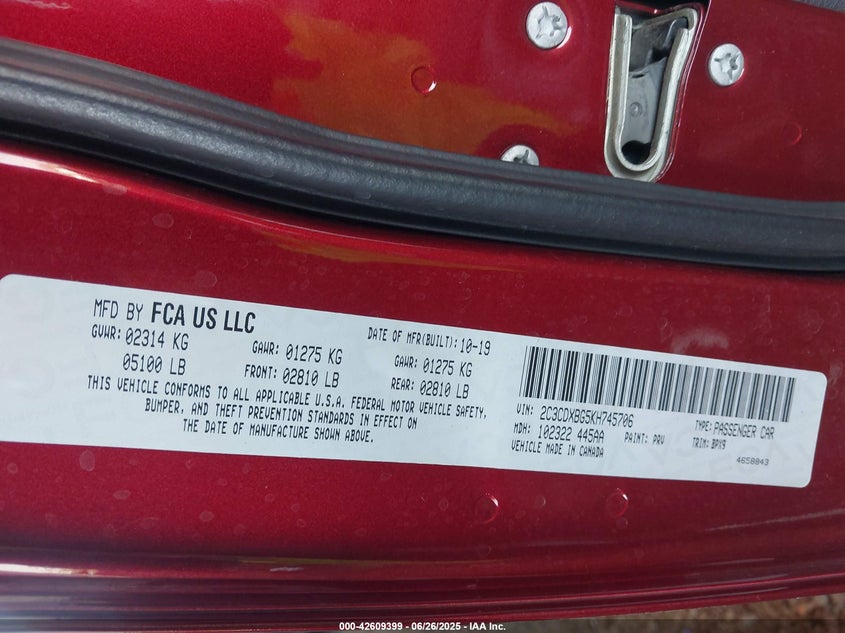 MFD BY FCA US LLC
DATE OF MFR(BUILT): 10-19
GVWR: 02314 KG
GAWR: 01275 KG
GAWR: 01275 KG
05100 LB
FRONT: 02810 LB
REAR: 02810 LB
THIS VEHICLE CONFORMS TO ALL APPLICABLE U.S.A. FEDERAL MOTOR VEHICLE SAFETY,
BUMPER, AND THEFT PREVENTION STANDARDS IN EFFECT ON
THE DATE OF MANUFACTURE SHOWN ABOVE.
VIN: 2C3CDXBG5KH745706
TYPE: PASSENGER CAR
MDH: 102322 445AA
PAINT: PRV
TRIM: BPX9
VEHICLE MADE IN CANADA
4658843
000-42609399 | 06/26/2025 - IAA Inc.